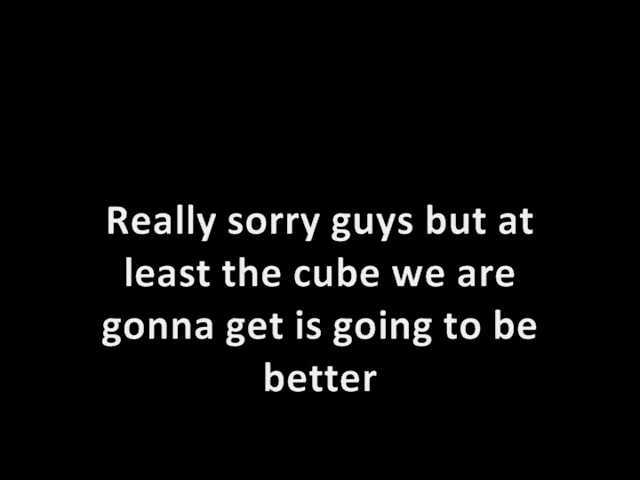 Really sorry guys but at
least the cube we are
gonna get is going to be
better